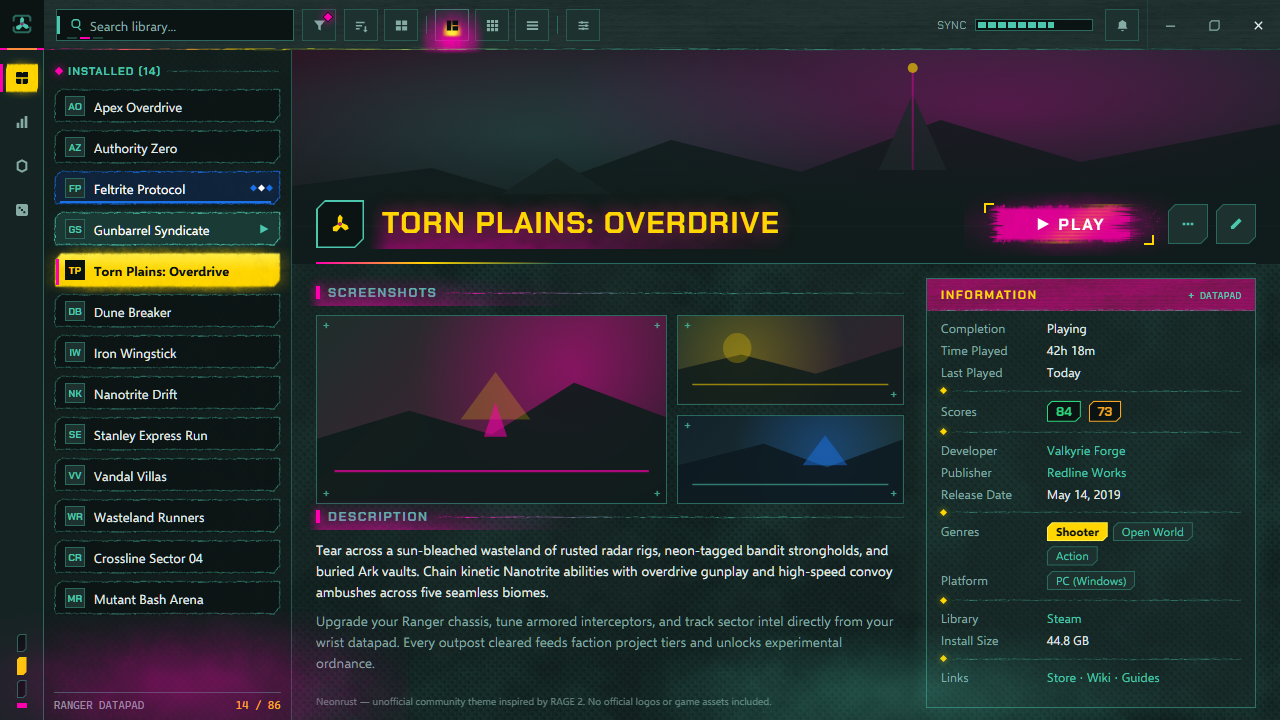 Search library...
SYNC
INSTALLED (14)
AO Apex Overdrive
AZ Authority Zero
FP Feltrite Protocol
GS Gunbarrel Syndicate
TP Torn Plains: Overdrive
DB Dune Breaker
IW Iron Wingstick
NK Nanotrite Drift
SE Stanley Express Run
VV Vandal Villas
WR Wasteland Runners
CR Crossline Sector 04
MR Mutant Bash Arena
RANGER DATAPAD 14 / 86
TORN PLAINS: OVERDRIVE
PLAY
SCREENSHOTS
DESCRIPTION
Tear across a sun-bleached wasteland of rusted radar rigs, neon-tagged bandit strongholds, and
buried Ark vaults. Chain kinetic Nanotrite abilities with overdrive gunplay and high-speed convoy
ambushes across five seamless biomes.
Upgrade your Ranger chassis, tune armored interceptors, and track sector intel directly from your
wrist datapad. Every outpost cleared feeds faction project tiers and unlocks experimental
ordnance.
Neonrust — unofficial community theme inspired by RAGE 2. No official logos or game assets included.
INFORMATION + DATAPAD
Completion Playing
Time Played 42h 18m
Last Played Today
Scores 84 73
Developer Valkyrie Forge
Publisher Redline Works
Release Date May 14, 2019
Genres Shooter Open World
Action
Platform PC (Windows)
Library Steam
Install Size 44.8 GB
Links Store · Wiki · Guides